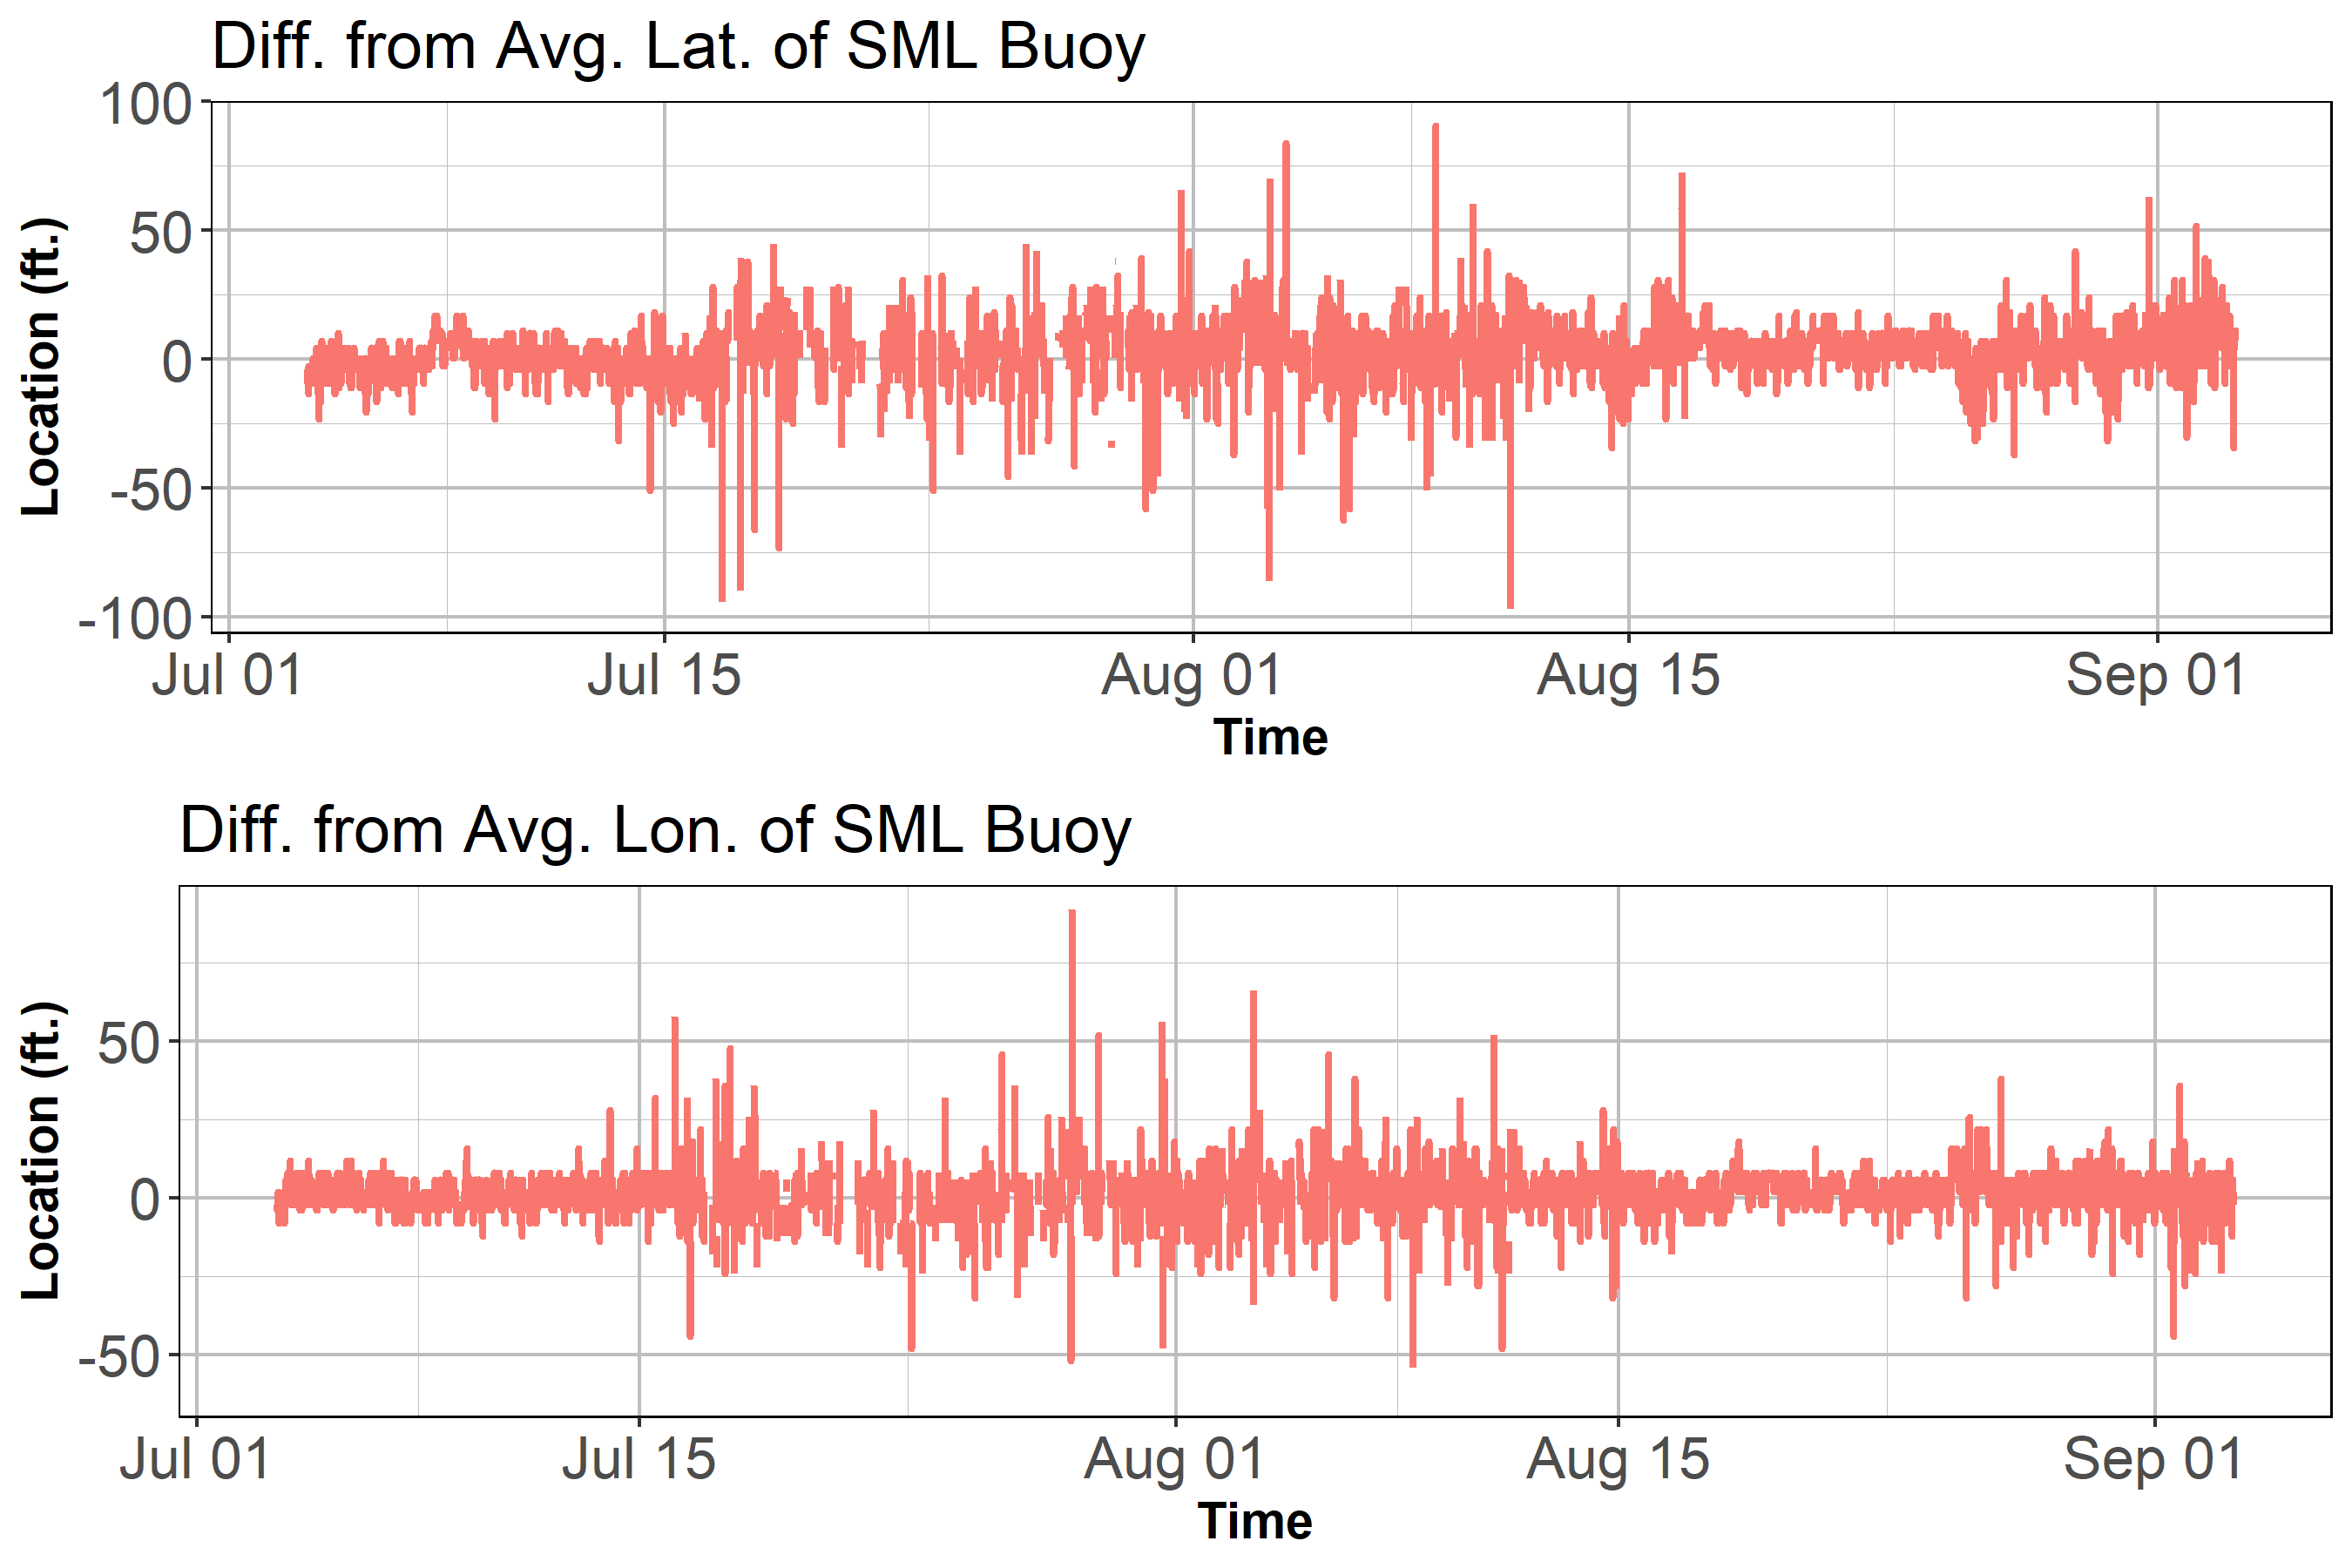 Diff. from Avg. Lat. of SML Buoy
100
50
0
-50
-100
Location (ft.)
Jul 01 Jul 15 Aug 01 Aug 15 Sep 01
Time
Diff. from Avg. Lon. of SML Buoy
50
0
-50
Location (ft.)
Jul 01 Jul 15 Aug 01 Aug 15 Sep 01
Time